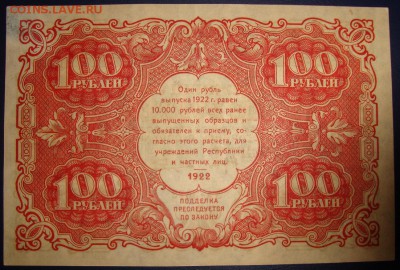 COINS.LAVE.RU
100 РУБЛЕЙ
100 РУБЛЕЙ
Один рубль
выпуска 1922 г. равен
10.000 рублей всех ранее
выпущенных образцов и
обязателен к приему, со-
гласно этого расчета, для
учреждений Республики
и частных лиц.
1922
100 РУБЛЕЙ
100 РУБЛЕЙ
ПОДДЕЛКА
ПРЕСЛЕДУЕТСЯ
ПО ЗАКОНУ